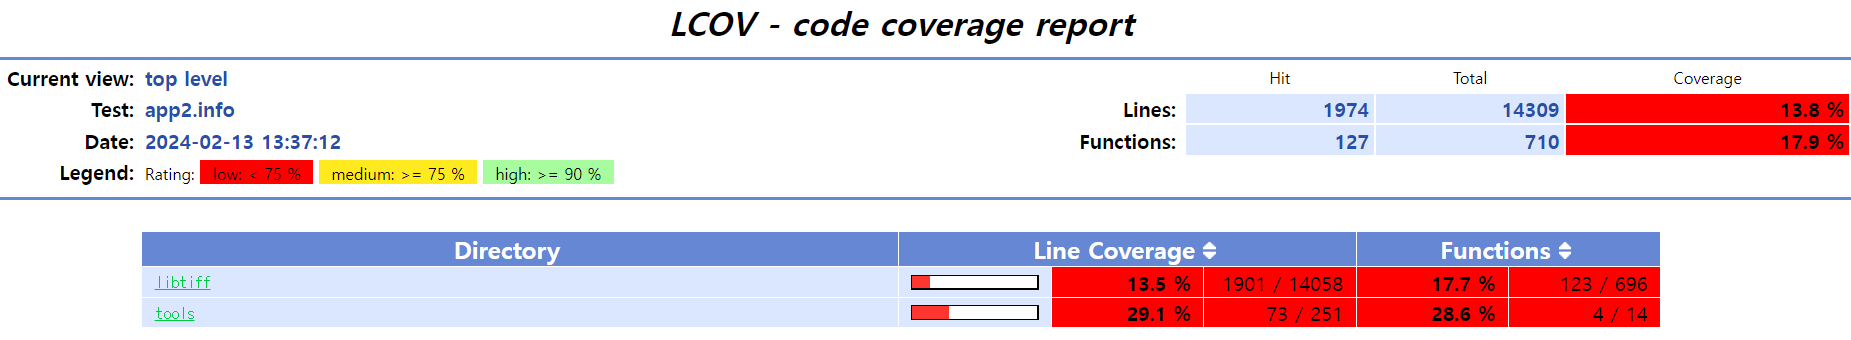 LCOV - code coverage report
Current view: top level Hit Total Coverage
Test: app2.info Lines: 1974 14309 13.8 %
Date: 2024-02-13 13:37:12 Functions: 127 710 17.9 %
Legend: Rating: low: < 75 % medium: >= 75 % high: >= 90 %
Directory Line Coverage Functions
libtiff 13.5 % 1901 / 14058 17.7 % 123 / 696
tools 29.1 % 73 / 251 28.6 % 4 / 14